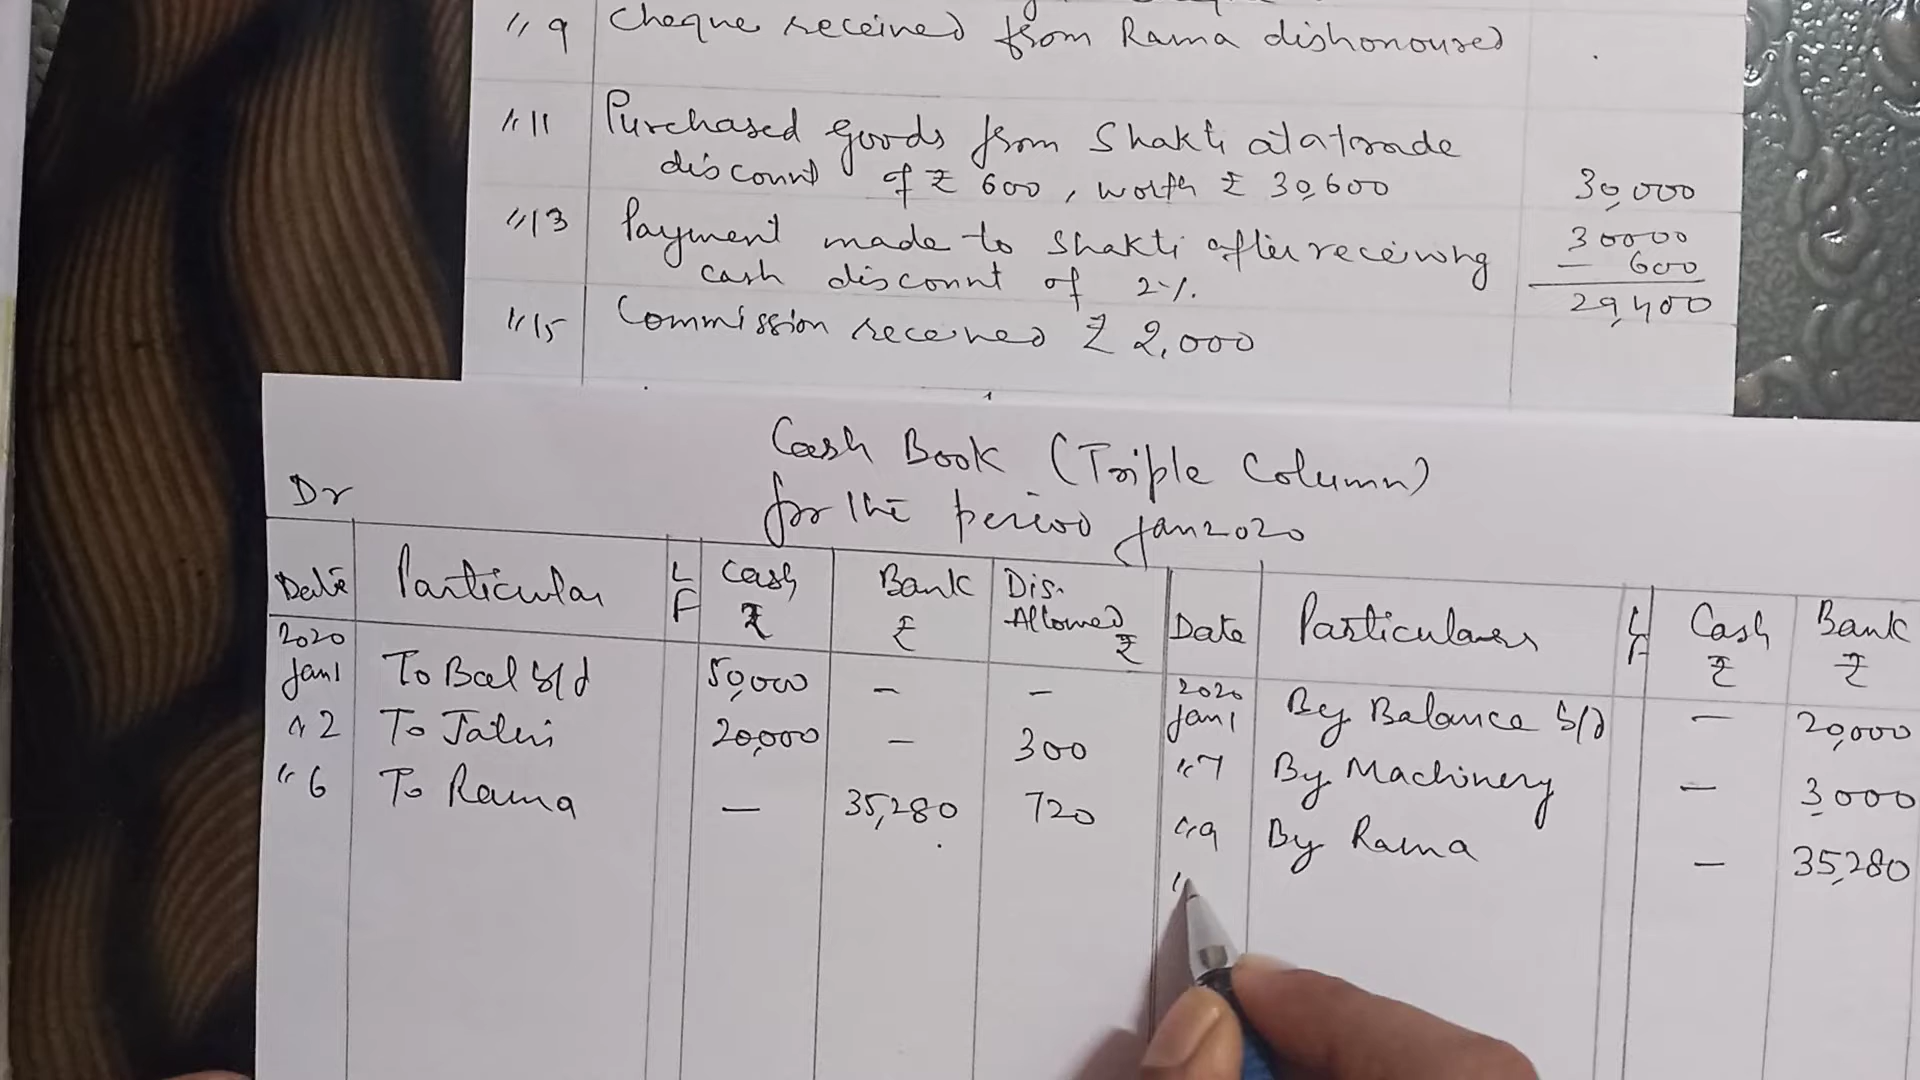 " 9 Cheque received from Rama dishonoured
" 11 Purchased goods from Shakti at a trade
discount of ₹ 600, worth ₹ 30,600 30,000
" 13 Payment made to Shakti after receiving 30000
cash discount of 2% – 600
29,400
" 15 Commission received ₹ 2,000
Cash Book (Triple Column)
for the period Jan 2020
Dr
Date Particular LF Cash ₹ Bank ₹ Dis. Allowed ₹ Date Particulars LF Cash ₹ Bank ₹
2020 2020
Jan 1 To Bal b/d 50,000 – – Jan 1 By Balance b/d – 20,000
" 2 To Jatin 20,000 – 300 " 7 By Machinery – 3,000
" 6 To Rama – 35,280 720 " 9 By Rama – 35,280
"